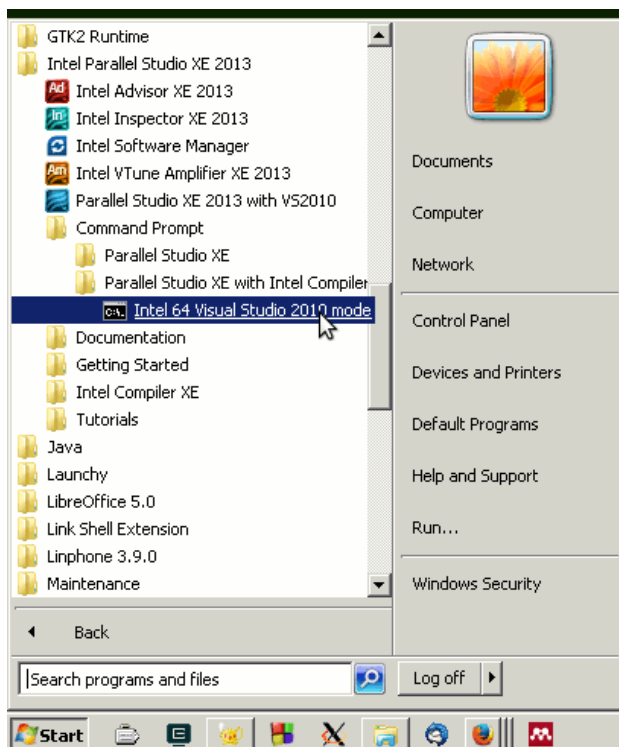 GTK2 Runtime
Intel Parallel Studio XE 2013
Ad Intel Advisor XE 2013
In Intel Inspector XE 2013
Intel Software Manager
Am Intel VTune Amplifier XE 2013
Parallel Studio XE 2013 with VS2010
Command Prompt
Parallel Studio XE
Parallel Studio XE with Intel Compiler
C:\. Intel 64 Visual Studio 2010 mode
Documentation
Getting Started
Intel Compiler XE
Tutorials
Java
Launchy
LibreOffice 5.0
Link Shell Extension
Linphone 3.9.0
Maintenance
Back
Search programs and files
Documents
Computer
Network
Control Panel
Devices and Printers
Default Programs
Help and Support
Run...
Windows Security
Log off
Start